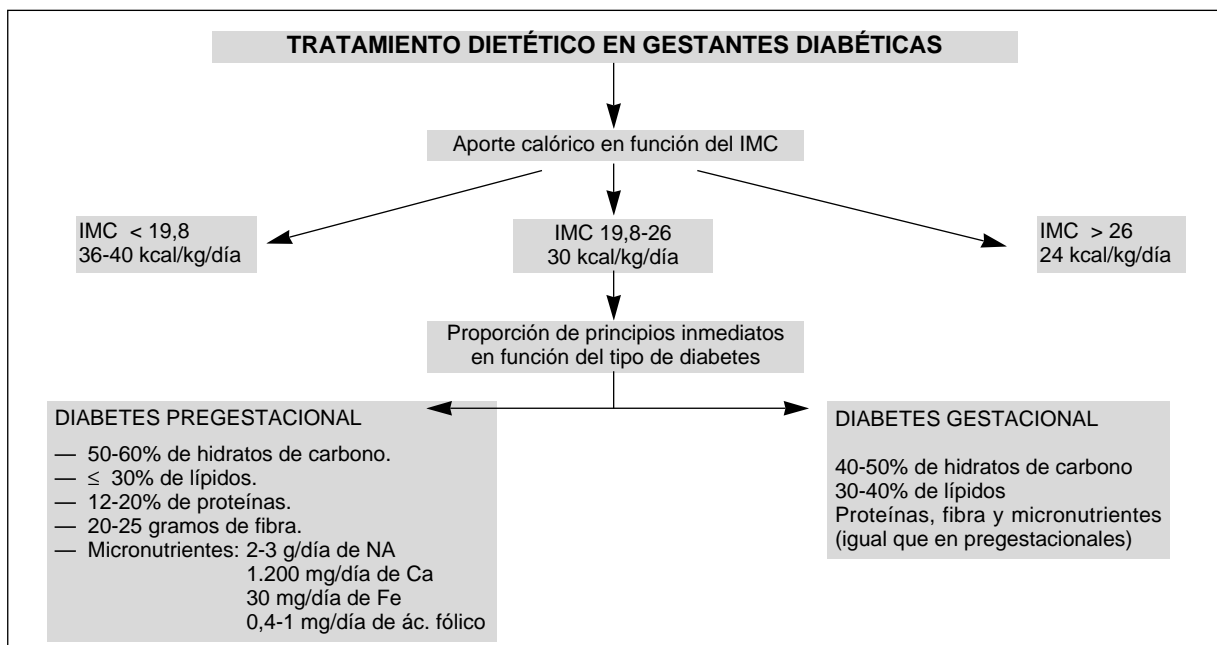 TRATAMIENTO DIETÉTICO EN GESTANTES DIABÉTICAS
Aporte calórico en función del IMC
IMC < 19,8
36-40 kcal/kg/día
IMC 19,8-26
30 kcal/kg/día
IMC > 26
24 kcal/kg/día
Proporción de principios inmediatos
en función del tipo de diabetes
DIABETES PREGESTACIONAL
— 50-60% de hidratos de carbono.
— ≤ 30% de lípidos.
— 12-20% de proteínas.
— 20-25 gramos de fibra.
— Micronutrientes: 2-3 g/día de NA
1.200 mg/día de Ca
30 mg/día de Fe
0,4-1 mg/día de ác. fólico
DIABETES GESTACIONAL
40-50% de hidratos de carbono
30-40% de lípidos
Proteínas, fibra y micronutrientes
(igual que en pregestacionales)